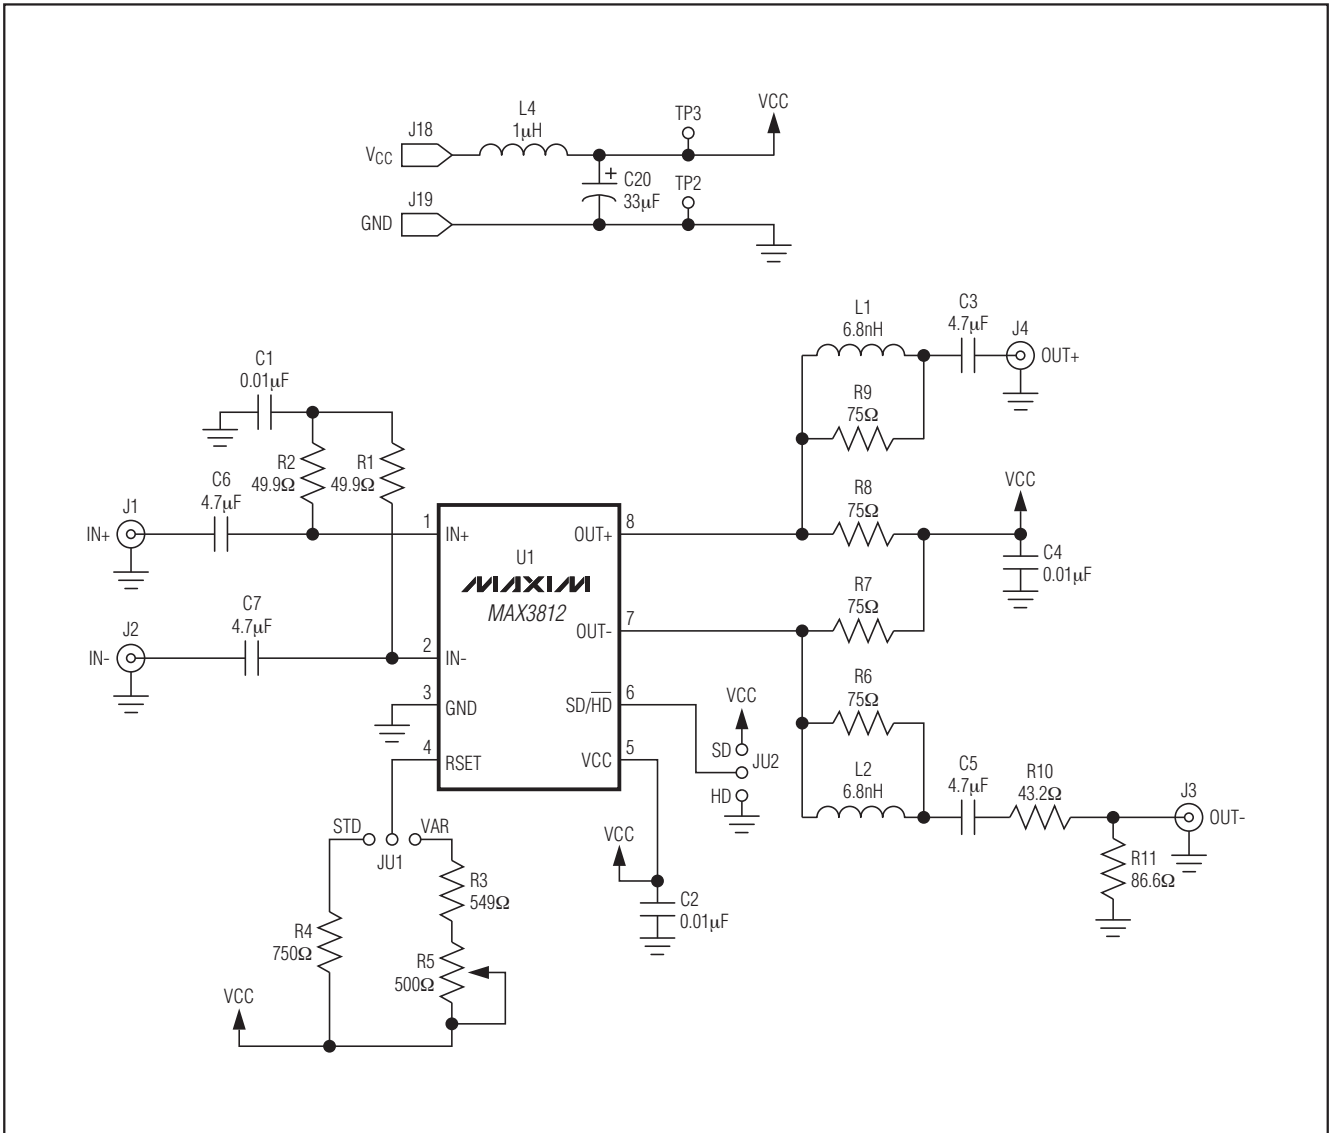 L4
1μH
TP3
VCC
J18
VCC
C20
33μF
+
TP2
J19
GND
L1
6.8nH
C3
4.7μF
J4
OUT+
C1
0.01μF
R9
75Ω
R2
49.9Ω
R1
49.9Ω
C6
4.7μF
J1
IN+
R8
75Ω
VCC
C4
0.01μF
1
IN+
OUT+
8
U1
MAXIM
MAX3812
R7
75Ω
C7
4.7μF
J2
IN-
2
IN-
OUT-
7
3
GND
SD/HD
6
4
RSET
VCC
5
R6
75Ω
VCC
SD
JU2
HD
L2
6.8nH
C5
4.7μF
R10
43.2Ω
J3
OUT-
R11
86.6Ω
STD
VAR
JU1
VCC
R3
549Ω
C2
0.01μF
R4
750Ω
R5
500Ω
VCC